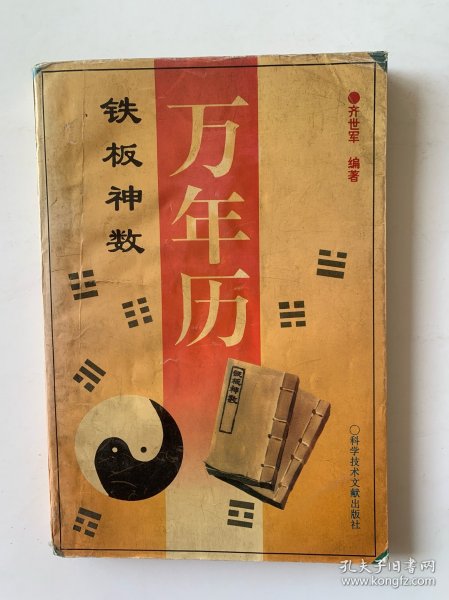 铁板神数
万年历
齐世军 编著
铁板神数
科学技术文献出版社
孔夫子旧书网
www.kongfz.com